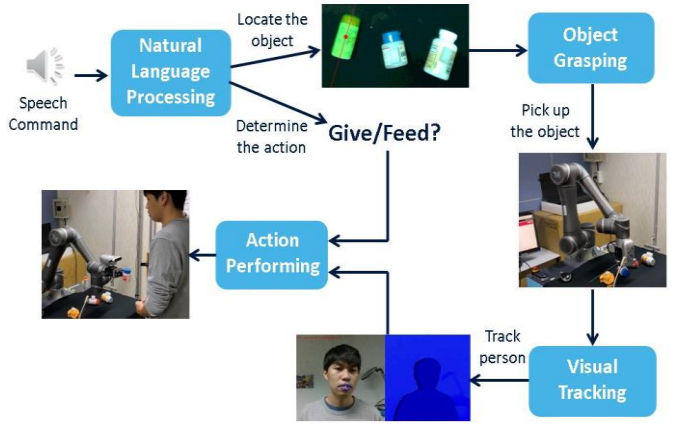 Speech
Command
Natural
Language
Processing
Locate the
object
Determine
the action
Give/Feed?
Object
Grasping
Pick up
the object
Visual
Tracking
Track
person
Action
Performing